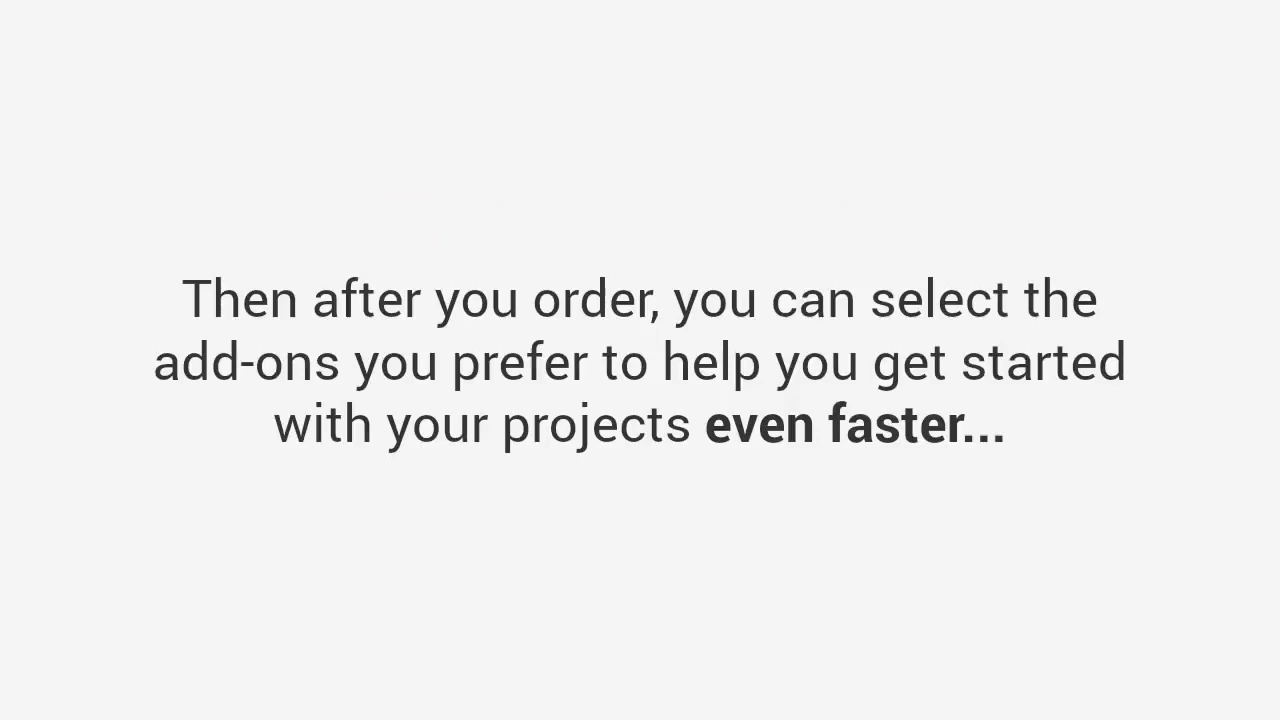 Then after you order, you can select the
add-ons you prefer to help you get started
with your projects even faster...